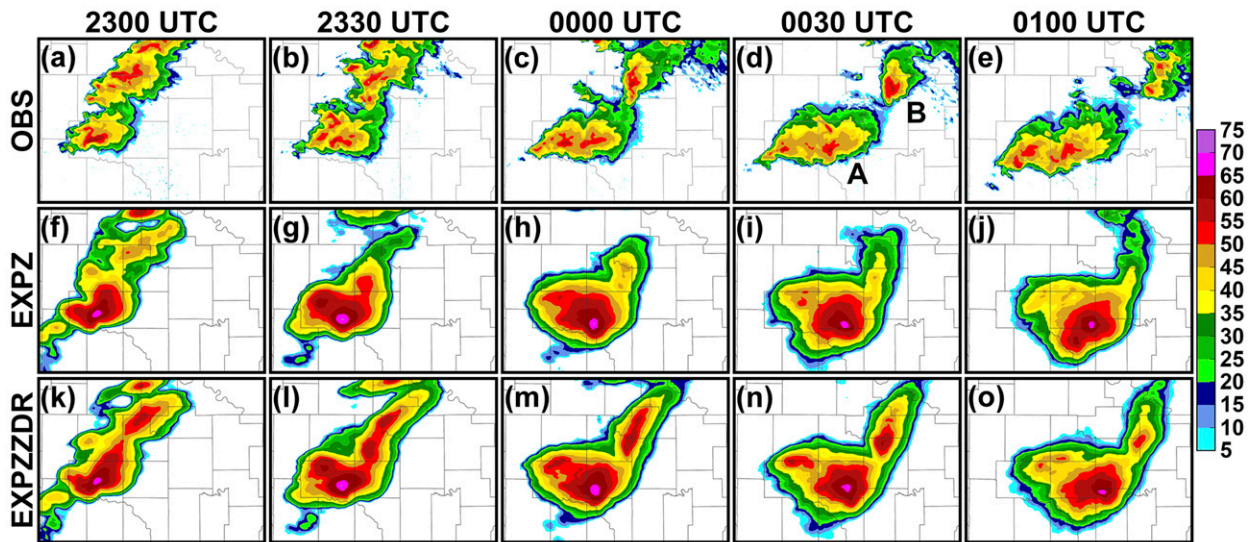 2300 UTC 2330 UTC 0000 UTC 0030 UTC 0100 UTC
OBS
(a) (b) (c) (d) (e)
B
A
EXPZ
(f) (g) (h) (i) (j)
EXPZZDR
(k) (l) (m) (n) (o)
75
70
65
60
55
50
45
40
35
30
25
20
15
10
5